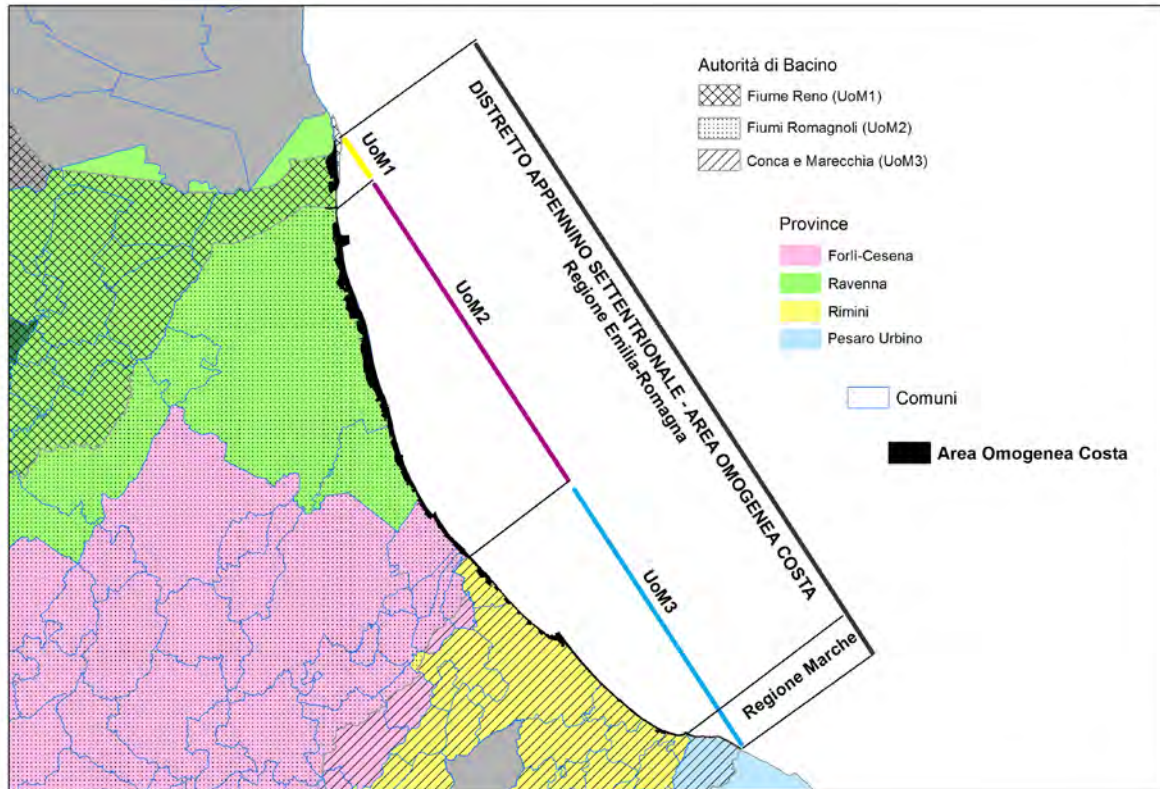 Autorità di Bacino
Fiume Reno (UoM1)
Fiumi Romagnoli (UoM2)
Conca e Marecchia (UoM3)
Province
Forlì-Cesena
Ravenna
Rimini
Pesaro Urbino
Comuni
Area Omogenea Costa
DISTRETTO APPENNINO SETTENTRIONALE - AREA OMOGENEA COSTA
Regione Emilia-Romagna
UoM1
UoM2
UoM3
Regione Marche